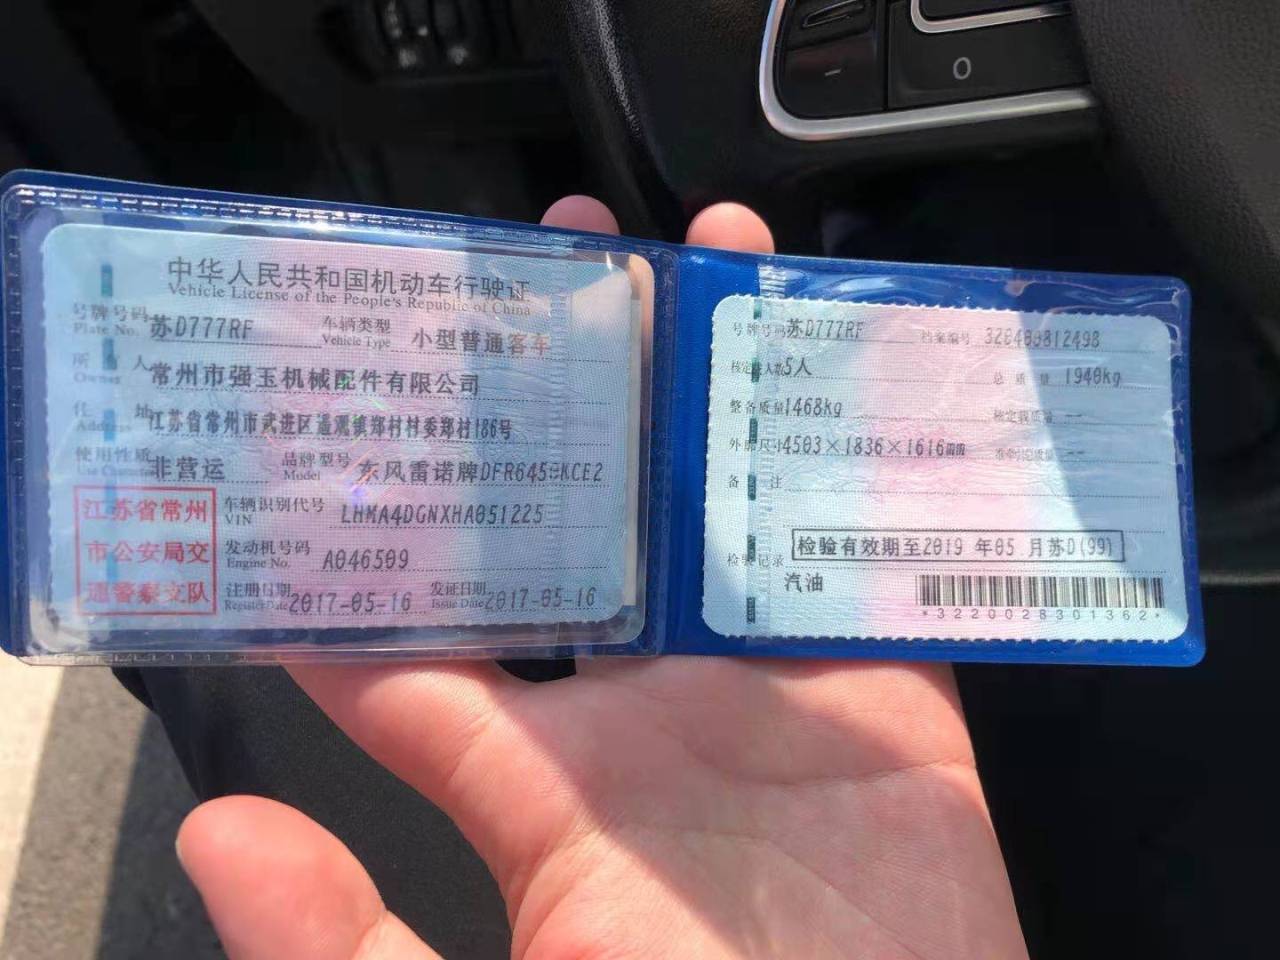 中华人民共和国机动车行驶证
Vehicle License of the People's Republic of China
号牌号码 苏D777RF 车辆类型 小型普通客车
Plate No. Vehicle Type
所 有 人 常州市强玉机械配件有限公司
Owner
住 址 江苏省常州市武进区遥观镇郑村村委郑村186号
Address
使用性质 非营运 品牌型号 东风雷诺牌DFR6450KCE2
Use Character Model
江苏省常州
市公安局交
通警察支队
车辆识别代号 LHMA4DGNXHA051225
VIN
发动机号码 A046509
Engine No.
注册日期 2017-05-16 发证日期 2017-05-16
Register Date Issue Date
号牌号码 苏D777RF 档案编号
核定载人数 5人 总 质 量 1940kg
整备质量 1468kg 核定载质量 --
外廓尺寸 4503×1836×1616mm 准牵引总质量 --
备 注
检验记录 检验有效期至2019 年05 月苏D(99)
汽油
*3220028301362*
-
O